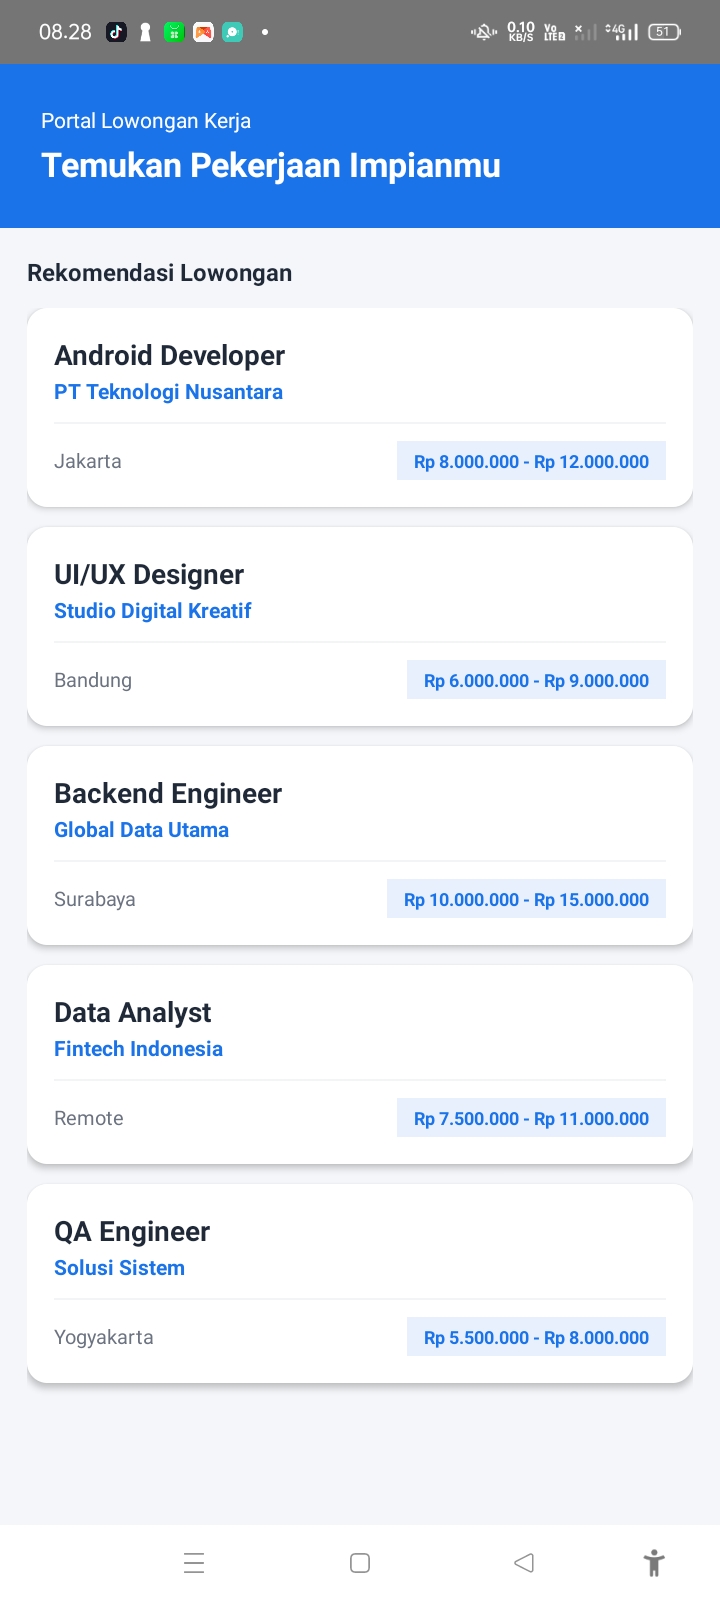 08.28
0.10
KB/S
Vo
LTE 2
4G
51
Portal Lowongan Kerja
Temukan Pekerjaan Impianmu
Rekomendasi Lowongan
Android Developer
PT Teknologi Nusantara
Jakarta
Rp 8.000.000 - Rp 12.000.000
UI/UX Designer
Studio Digital Kreatif
Bandung
Rp 6.000.000 - Rp 9.000.000
Backend Engineer
Global Data Utama
Surabaya
Rp 10.000.000 - Rp 15.000.000
Data Analyst
Fintech Indonesia
Remote
Rp 7.500.000 - Rp 11.000.000
QA Engineer
Solusi Sistem
Yogyakarta
Rp 5.500.000 - Rp 8.000.000